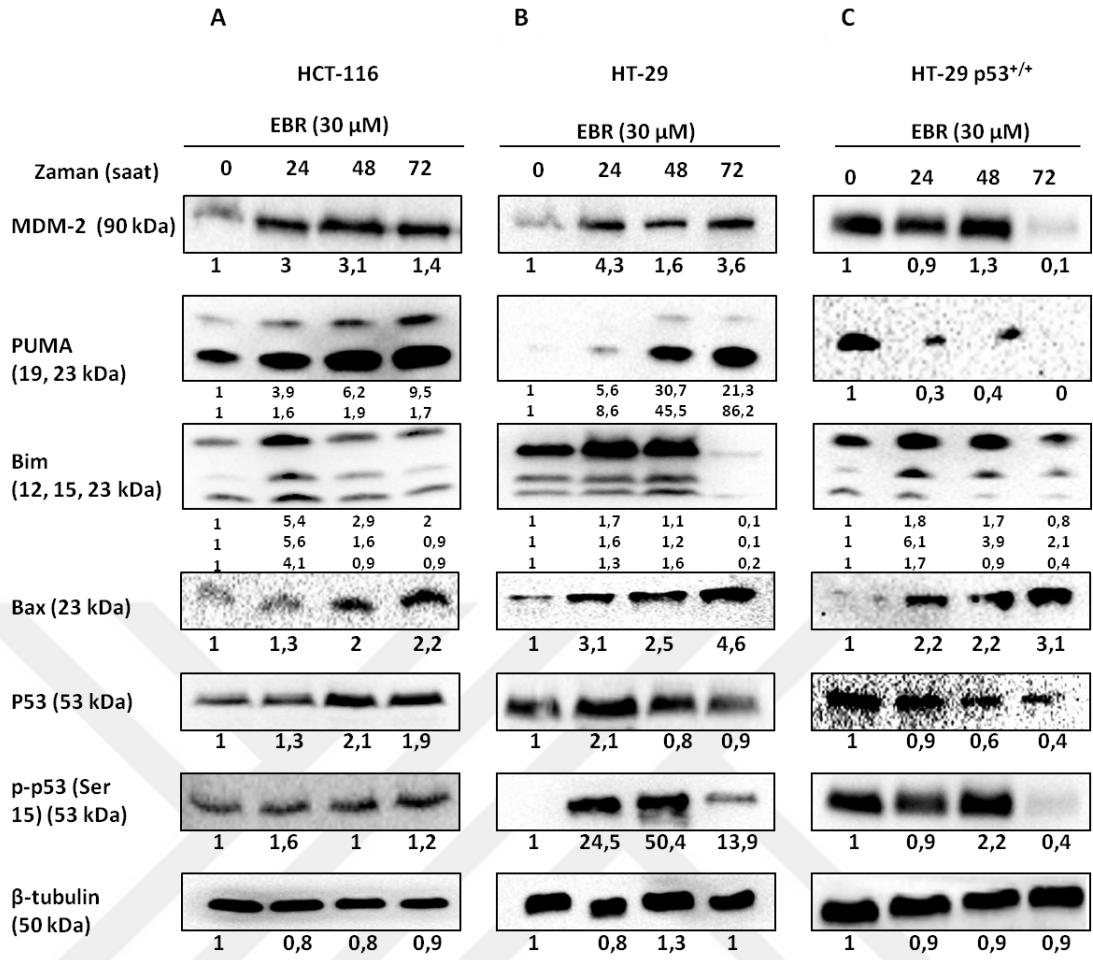 A B C
HCT-116 HT-29 HT-29 p53+/+
EBR (30 µM) EBR (30 µM) EBR (30 µM)
Zaman (saat) 0 24 48 72 0 24 48 72 0 24 48 72
MDM-2 (90 kDa)
1 3 3,1 1,4 1 4,3 1,6 3,6 1 0,9 1,3 0,1
PUMA
(19, 23 kDa)
1 3,9 6,2 9,5 1 5,6 30,7 21,3 1 0,3 0,4 0
1 1,6 1,9 1,7 1 8,6 45,5 86,2
Bim
(12, 15, 23 kDa)
1 5,4 2,9 2 1 1,7 1,1 0,1 1 1,8 1,7 0,8
1 5,6 1,6 0,9 1 1,6 1,2 0,1 1 6,1 3,9 2,1
1 4,1 0,9 0,9 1 1,3 1,6 0,2 1 1,7 0,9 0,4
Bax (23 kDa)
1 1,3 2 2,2 1 3,1 2,5 4,6 1 2,2 2,2 3,1
P53 (53 kDa)
1 1,3 2,1 1,9 1 2,1 0,8 0,9 1 0,9 0,6 0,4
p-p53 (Ser
15) (53 kDa)
1 1,6 1 1,2 1 24,5 50,4 13,9 1 0,9 2,2 0,4
β-tubulin
(50 kDa)
1 0,8 0,8 0,9 1 0,8 1,3 1 1 0,9 0,9 0,9